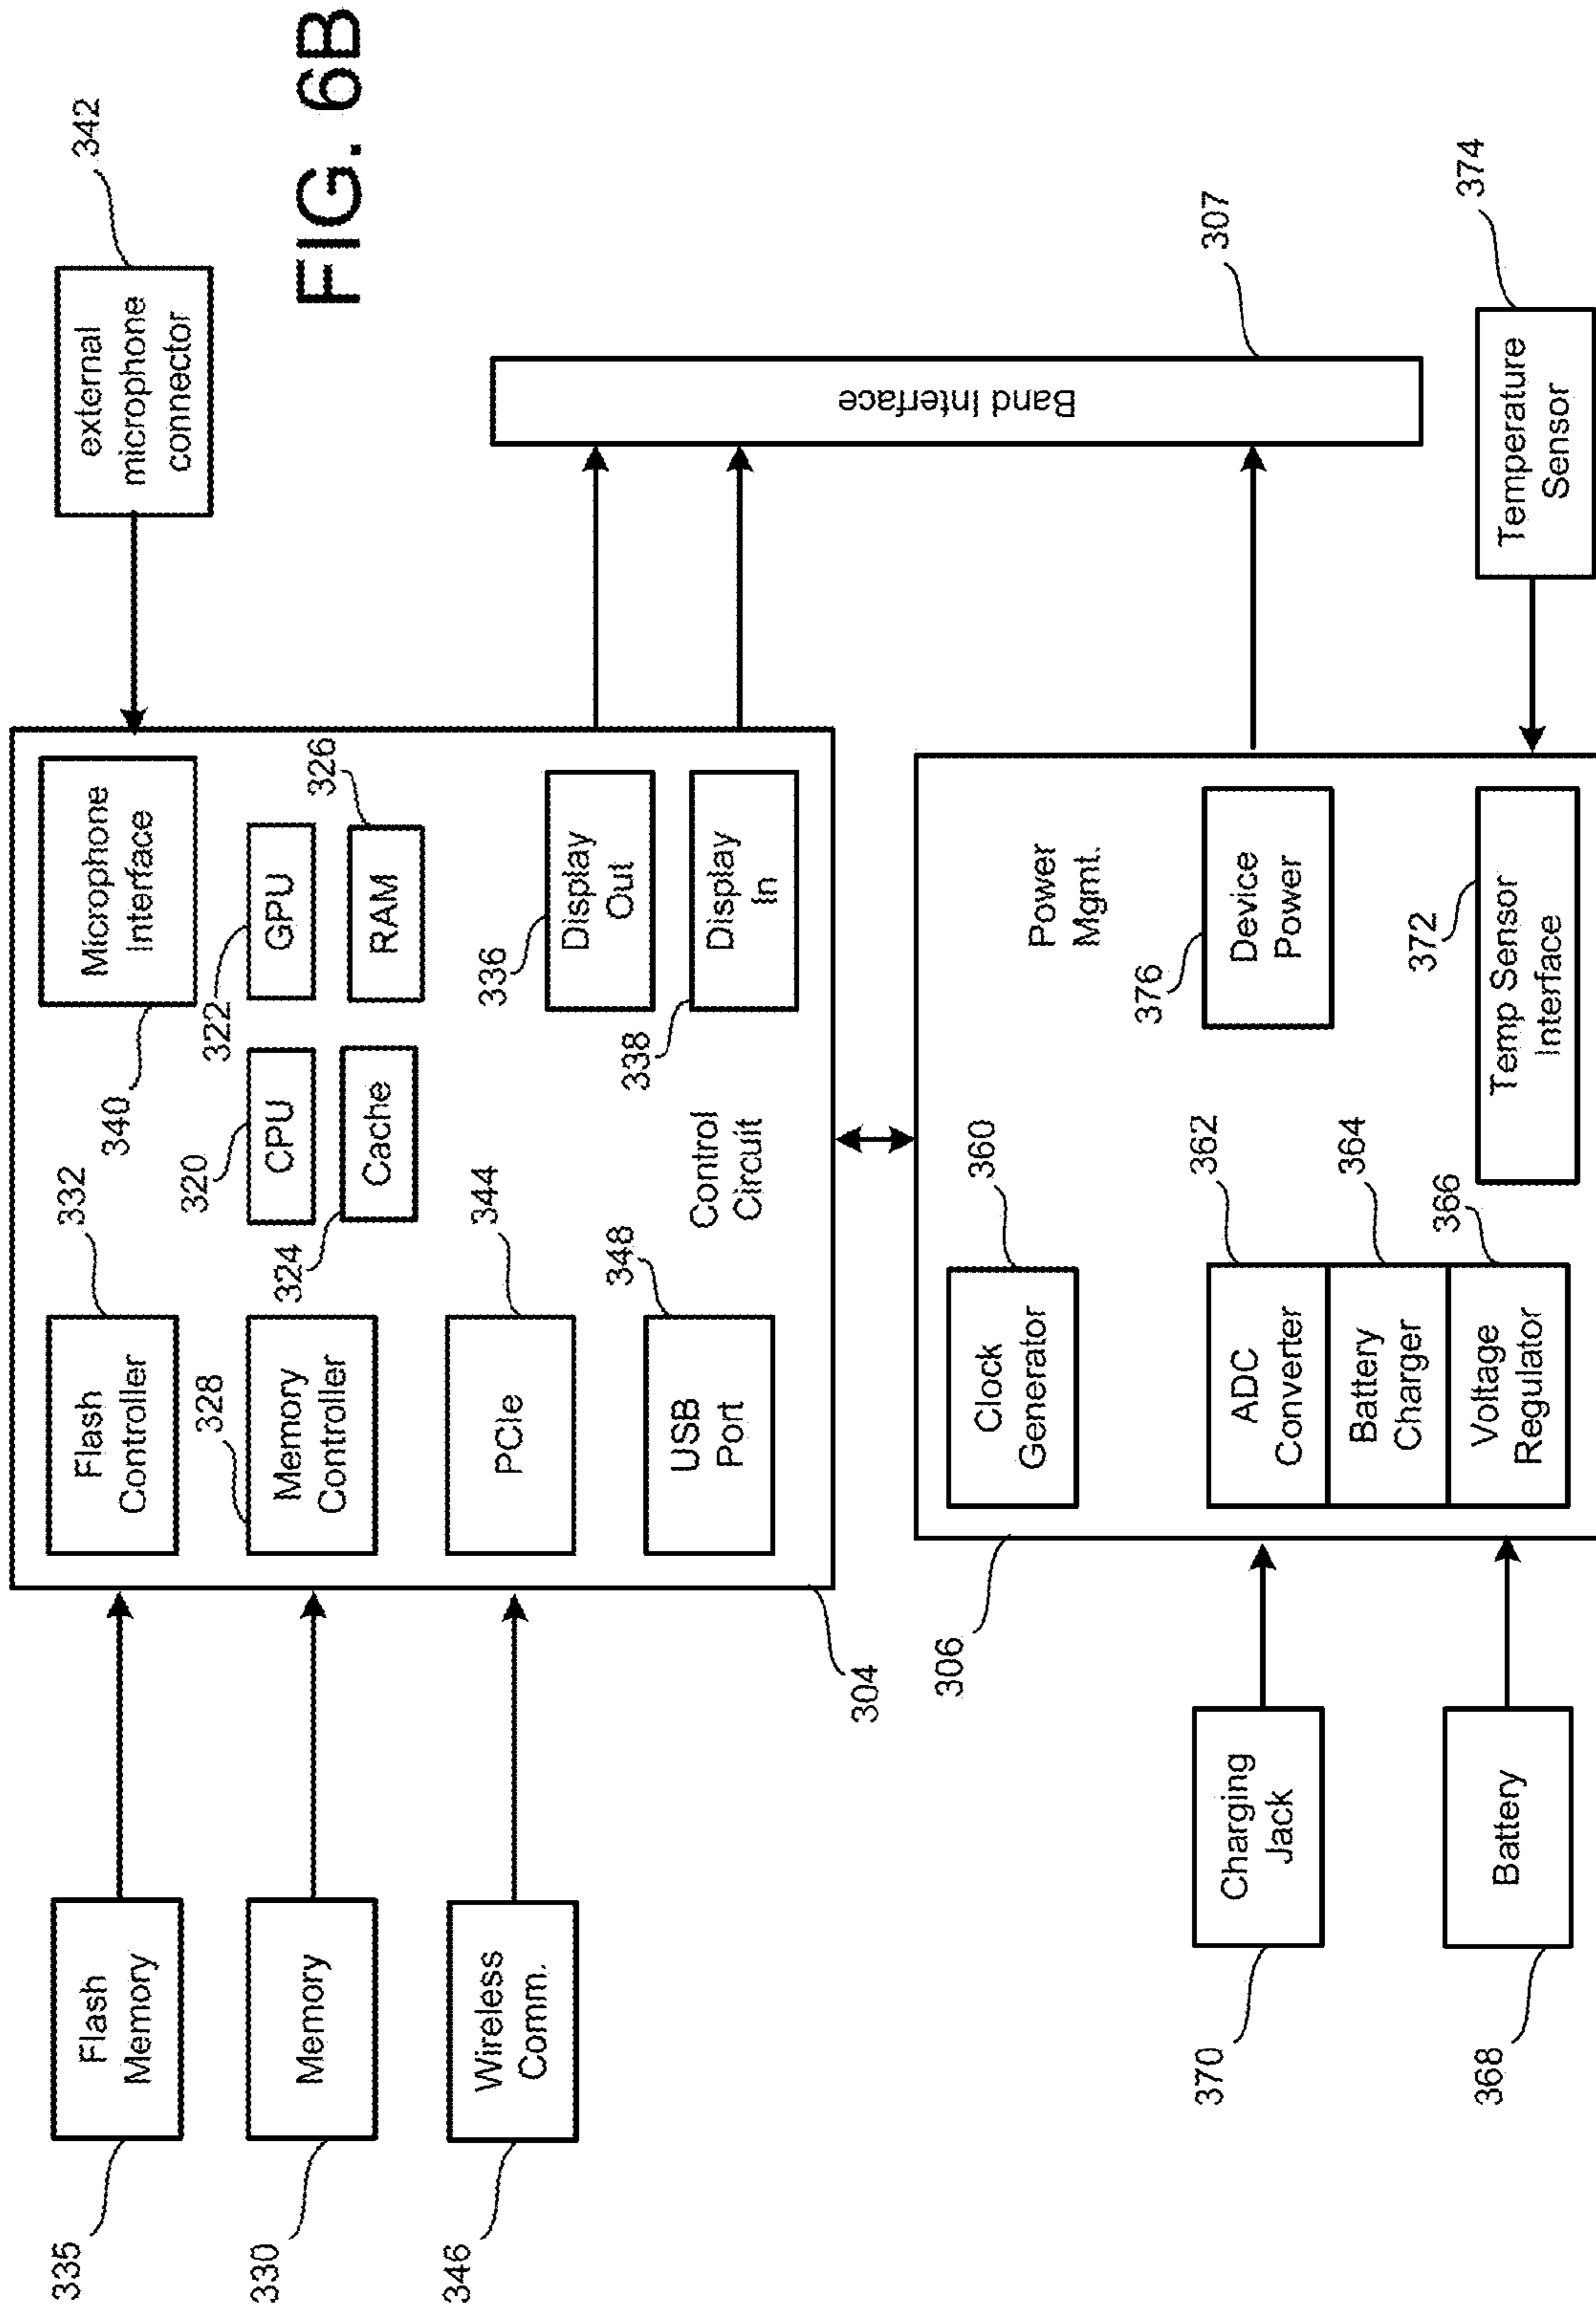 FIG. 6B
335
Flash
Memory
330
Memory
346
Wireless
Comm.
304
332
Flash
Controller
328
Memory
Controller
344
PCIe
348
USB
Port
320
CPU
324
Cache
322
GPU
326
RAM
340
Microphone
Interface
336
Display
Out
338
Display
In
Control
Circuit
342
external
microphone
connector
307
Band Interface
306
360
Clock
Generator
362
ADC
Converter
364
Battery
Charger
366
Voltage
Regulator
Power
Mgmt.
376
Device
Power
372
Temp Sensor
Interface
374
Temperature
Sensor
370
Charging
Jack
368
Battery